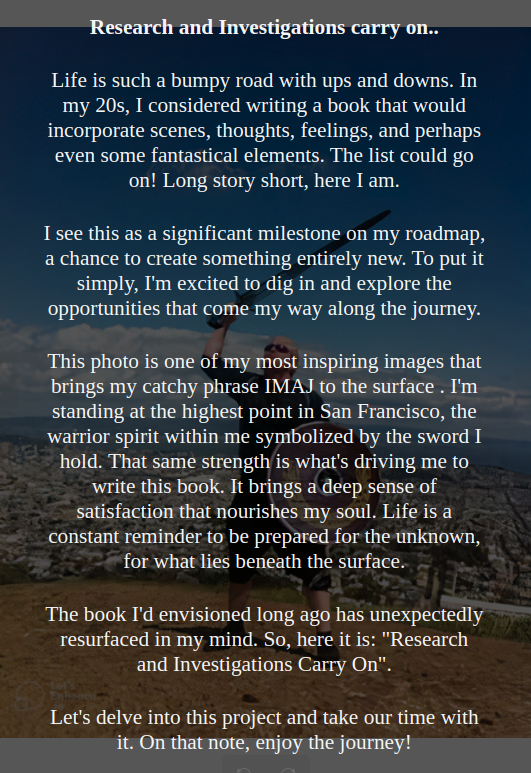 Research and Investigations carry on..
Life is such a bumpy road with ups and downs. In
my 20s, I considered writing a book that would
incorporate scenes, thoughts, feelings, and perhaps
even some fantastical elements. The list could go
on! Long story short, here I am.
I see this as a significant milestone on my roadmap,
a chance to create something entirely new. To put it
simply, I'm excited to dig in and explore the
opportunities that come my way along the journey.
This photo is one of my most inspiring images that
brings my catchy phrase IMAJ to the surface . I'm
standing at the highest point in San Francisco, the
warrior spirit within me symbolized by the sword I
hold. That same strength is what's driving me to
write this book. It brings a deep sense of
satisfaction that nourishes my soul. Life is a
constant reminder to be prepared for the unknown,
for what lies beneath the surface.
The book I'd envisioned long ago has unexpectedly
resurfaced in my mind. So, here it is: "Research
and Investigations Carry On".
Let's delve into this project and take our time with
it. On that note, enjoy the journey!